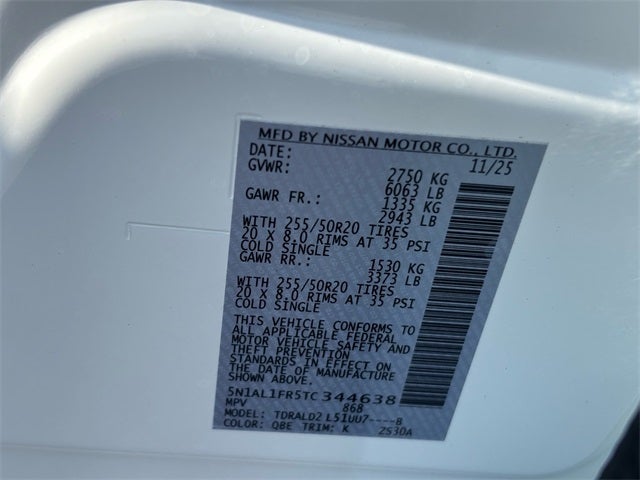 MFD BY NISSAN MOTOR CO., LTD.
DATE: 11/25
GVWR: 2750 KG
6063 LB
GAWR FR.: 1335 KG
2943 LB
WITH 255/50R20 TIRES
20 X 8.0 RIMS AT 35 PSI
COLD SINGLE
GAWR RR.: 1530 KG
3373 LB
WITH 255/50R20 TIRES
20 X 8.0 RIMS AT 35 PSI
COLD SINGLE
THIS VEHICLE CONFORMS TO
ALL APPLICABLE FEDERAL
MOTOR VEHICLE SAFETY AND
THEFT PREVENTION
STANDARDS IN EFFECT ON
THE DATE OF MANUFACTURE
SHOWN ABOVE.
5N1AL1FR5TC344638
MPV 868
MODEL: TDRALD2 L51UU7----B
COLOR: QBE TRIM: K 2530A